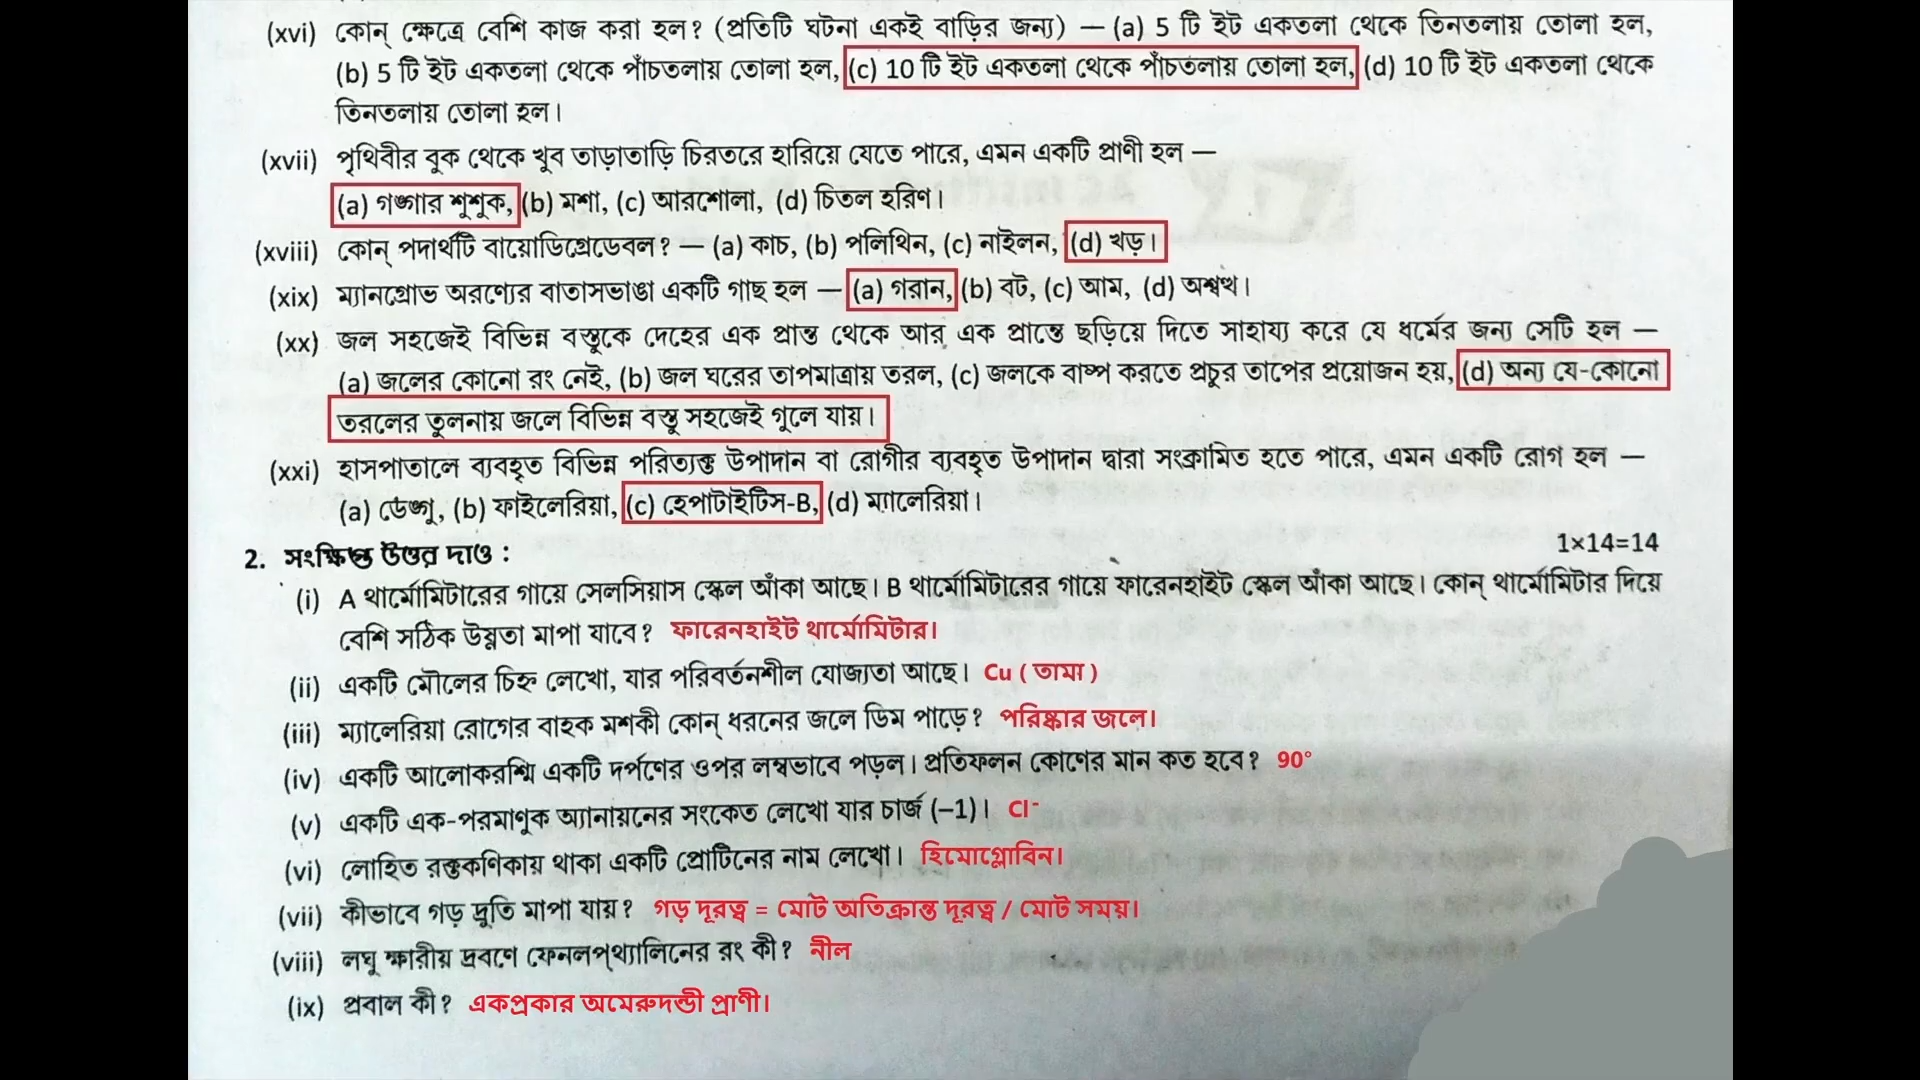 (xvi) কোন্ ক্ষেত্রে বেশি কাজ করা হল? (প্রতিটি ঘটনা একই বাড়ির জন্য) — (a) 5 টি ইট একতলা থেকে তিনতলায় তোলা হল,
(b) 5 টি ইট একতলা থেকে পাঁচতলায় তোলা হল, (c) 10 টি ইট একতলা থেকে পাঁচতলায় তোলা হল, (d) 10 টি ইট একতলা থেকে
তিনতলায় তোলা হল।
(xvii) পৃথিবীর বুক থেকে খুব তাড়াতাড়ি চিরতরে হারিয়ে যেতে পারে, এমন একটি প্রাণী হল —
(a) গঙ্গার শুশুক, (b) মশা, (c) আরশোলা, (d) চিতল হরিণ।
(xviii) কোন্ পদার্থটি বায়োডিগ্রেডেবল? — (a) কাচ, (b) পলিথিন, (c) নাইলন, (d) খড়।
(xix) ম্যানগ্রোভ অরণ্যের বাতাসভাঙা একটি গাছ হল — (a) গরান, (b) বট, (c) আম, (d) অশ্বত্থ।
(xx) জল সহজেই বিভিন্ন বস্তুকে দেহের এক প্রান্ত থেকে আর এক প্রান্তে ছড়িয়ে দিতে সাহায্য করে যে ধর্মের জন্য সেটি হল —
(a) জলের কোনো রং নেই, (b) জল ঘরের তাপমাত্রায় তরল, (c) জলকে বাষ্প করতে প্রচুর তাপের প্রয়োজন হয়, (d) অন্য যে-কোনো
তরলের তুলনায় জলে বিভিন্ন বস্তু সহজেই গুলে যায়।
(xxi) হাসপাতালে ব্যবহৃত বিভিন্ন পরিত্যক্ত উপাদান বা রোগীর ব্যবহৃত উপাদান দ্বারা সংক্রামিত হতে পারে, এমন একটি রোগ হল —
(a) ডেঙ্গু, (b) ফাইলেরিয়া, (c) হেপাটাইটিস-B, (d) ম্যালেরিয়া।
2. সংক্ষিপ্ত উত্তর দাও : 1×14=14
(i) A থার্মোমিটারের গায়ে সেলসিয়াস স্কেল আঁকা আছে। B থার্মোমিটারের গায়ে ফারেনহাইট স্কেল আঁকা আছে। কোন্ থার্মোমিটার দিয়ে
বেশি সঠিক উষ্ণতা মাপা যাবে? ফারেনহাইট থার্মোমিটার।
(ii) একটি মৌলের চিহ্ন লেখো, যার পরিবর্তনশীল যোজ্যতা আছে। Cu ( তামা )
(iii) ম্যালেরিয়া রোগের বাহক মশকী কোন্ ধরনের জলে ডিম পাড়ে? পরিষ্কার জলে।
(iv) একটি আলোকরশ্মি একটি দর্পণের ওপর লম্বভাবে পড়ল। প্রতিফলন কোণের মান কত হবে? 90°
(v) একটি এক-পরমাণুক অ্যানায়নের সংকেত লেখো যার চার্জ (–1)। Cl⁻
(vi) লোহিত রক্তকণিকায় থাকা একটি প্রোটিনের নাম লেখো। হিমোগ্লোবিন।
(vii) কীভাবে গড় দ্রুতি মাপা যায়? গড় দূরত্ব = মোট অতিক্রান্ত দূরত্ব / মোট সময়।
(viii) লঘু ক্ষারীয় দ্রবণে ফেনলপ্‌থ্যালিনের রং কী? নীল
(ix) প্রবাল কী? একপ্রকার অমেরুদন্ডী প্রাণী।